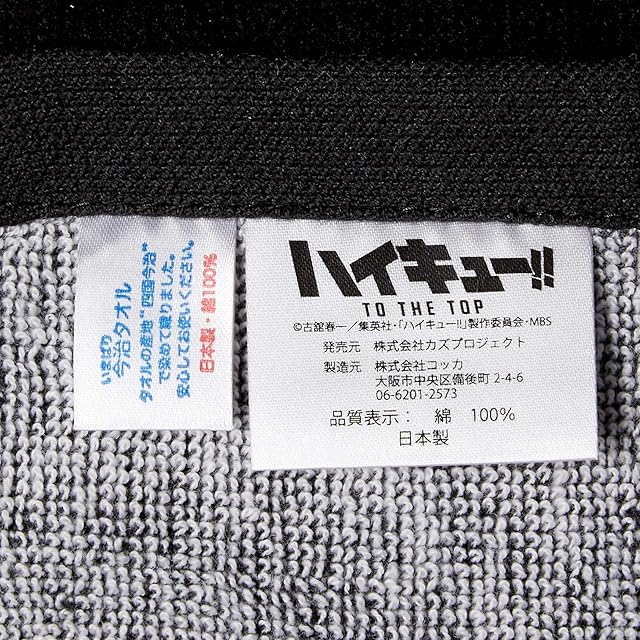 いまばり
今治タオル
タオルの産地"四国今治"
で染めて織りました。
安心してお使いください。
日本製・綿100%
ハイキュー!!
TO THE TOP
©古舘春一／集英社・「ハイキュー!!」製作委員会・MBS
発売元 株式会社カズプロジェクト
製造元 株式会社コッカ
大阪市中央区備後町 2-4-6
06-6201-2573
品質表示： 綿 100%
日本製